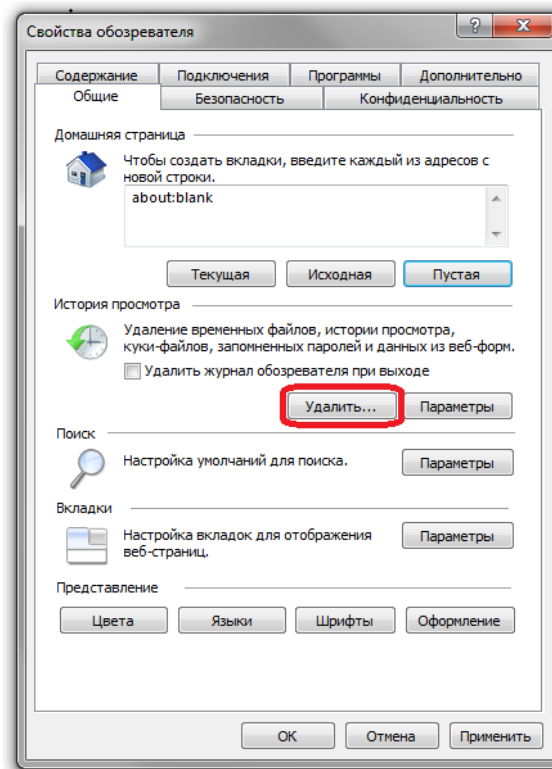 Свойства обозревателя
?
X
Содержание Подключения Программы Дополнительно
Общие Безопасность Конфиденциальность
Домашняя страница
Чтобы создать вкладки, введите каждый из адресов с
новой строки.
about:blank
Текущая Исходная Пустая
История просмотра
Удаление временных файлов, истории просмотра,
куки-файлов, запомненных паролей и данных из веб-форм.
Удалить журнал обозревателя при выходе
Удалить... Параметры
Поиск
Настройка умолчаний для поиска. Параметры
Вкладки
Настройка вкладок для отображения
веб-страниц.
Параметры
Представление
Цвета Языки Шрифты Оформление
ОК Отмена Применить